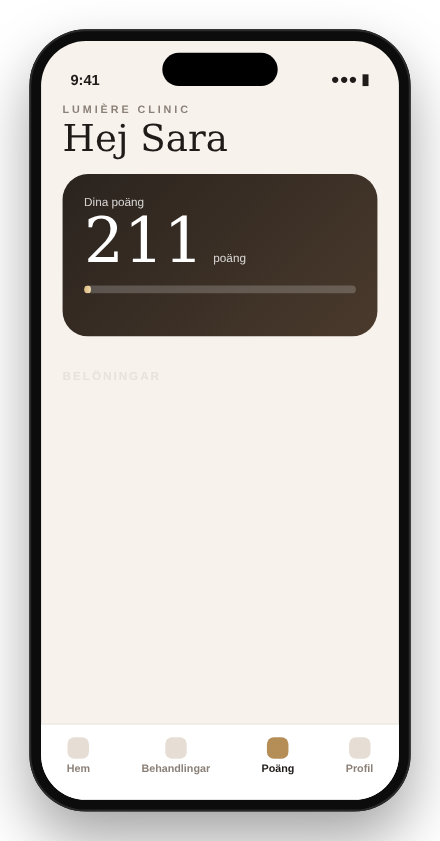 9:41
LUMIÈRE CLINIC
Hej Sara
Dina poäng
211 poäng
BELÖNINGAR
Hem Behandlingar Poäng Profil